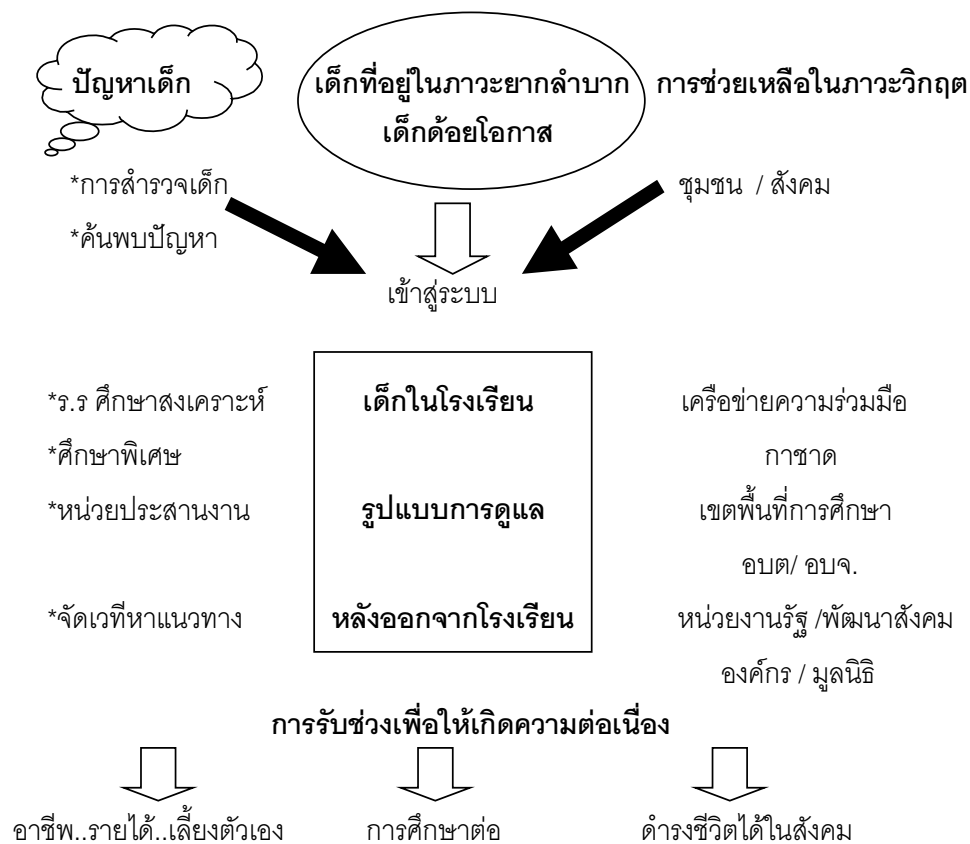 ปัญหาเด็ก
เด็กที่อยู่ในภาวะยากลำบาก
เด็กด้อยโอกาส
การช่วยเหลือในภาวะวิกฤต
*การสำรวจเด็ก
*ค้นพบปัญหา
ชุมชน / สังคม
เข้าสู่ระบบ
*ร.ร ศึกษาสงเคราะห์
*ศึกษาพิเศษ
*หน่วยประสานงาน
*จัดเวทีหาแนวทาง
เด็กในโรงเรียน
รูปแบบการดูแล
หลังออกจากโรงเรียน
เครือข่ายความร่วมมือ
กาชาด
เขตพื้นที่การศึกษา
อบต/ อบจ.
หน่วยงานรัฐ /พัฒนาสังคม
องค์กร / มูลนิธิ
การรับช่วงเพื่อให้เกิดความต่อเนื่อง
อาชีพ..รายได้..เลี้ยงตัวเอง
การศึกษาต่อ
ดำรงชีวิตได้ในสังคม